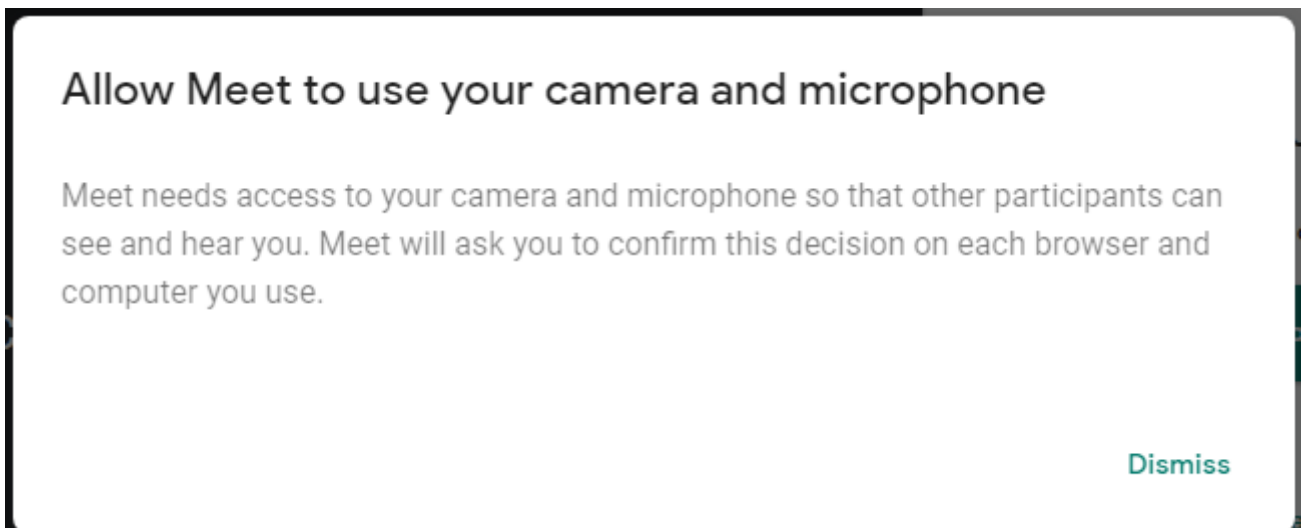 Allow Meet to use your camera and microphone
Meet needs access to your camera and microphone so that other participants can
see and hear you. Meet will ask you to confirm this decision on each browser and
computer you use.
Dismiss